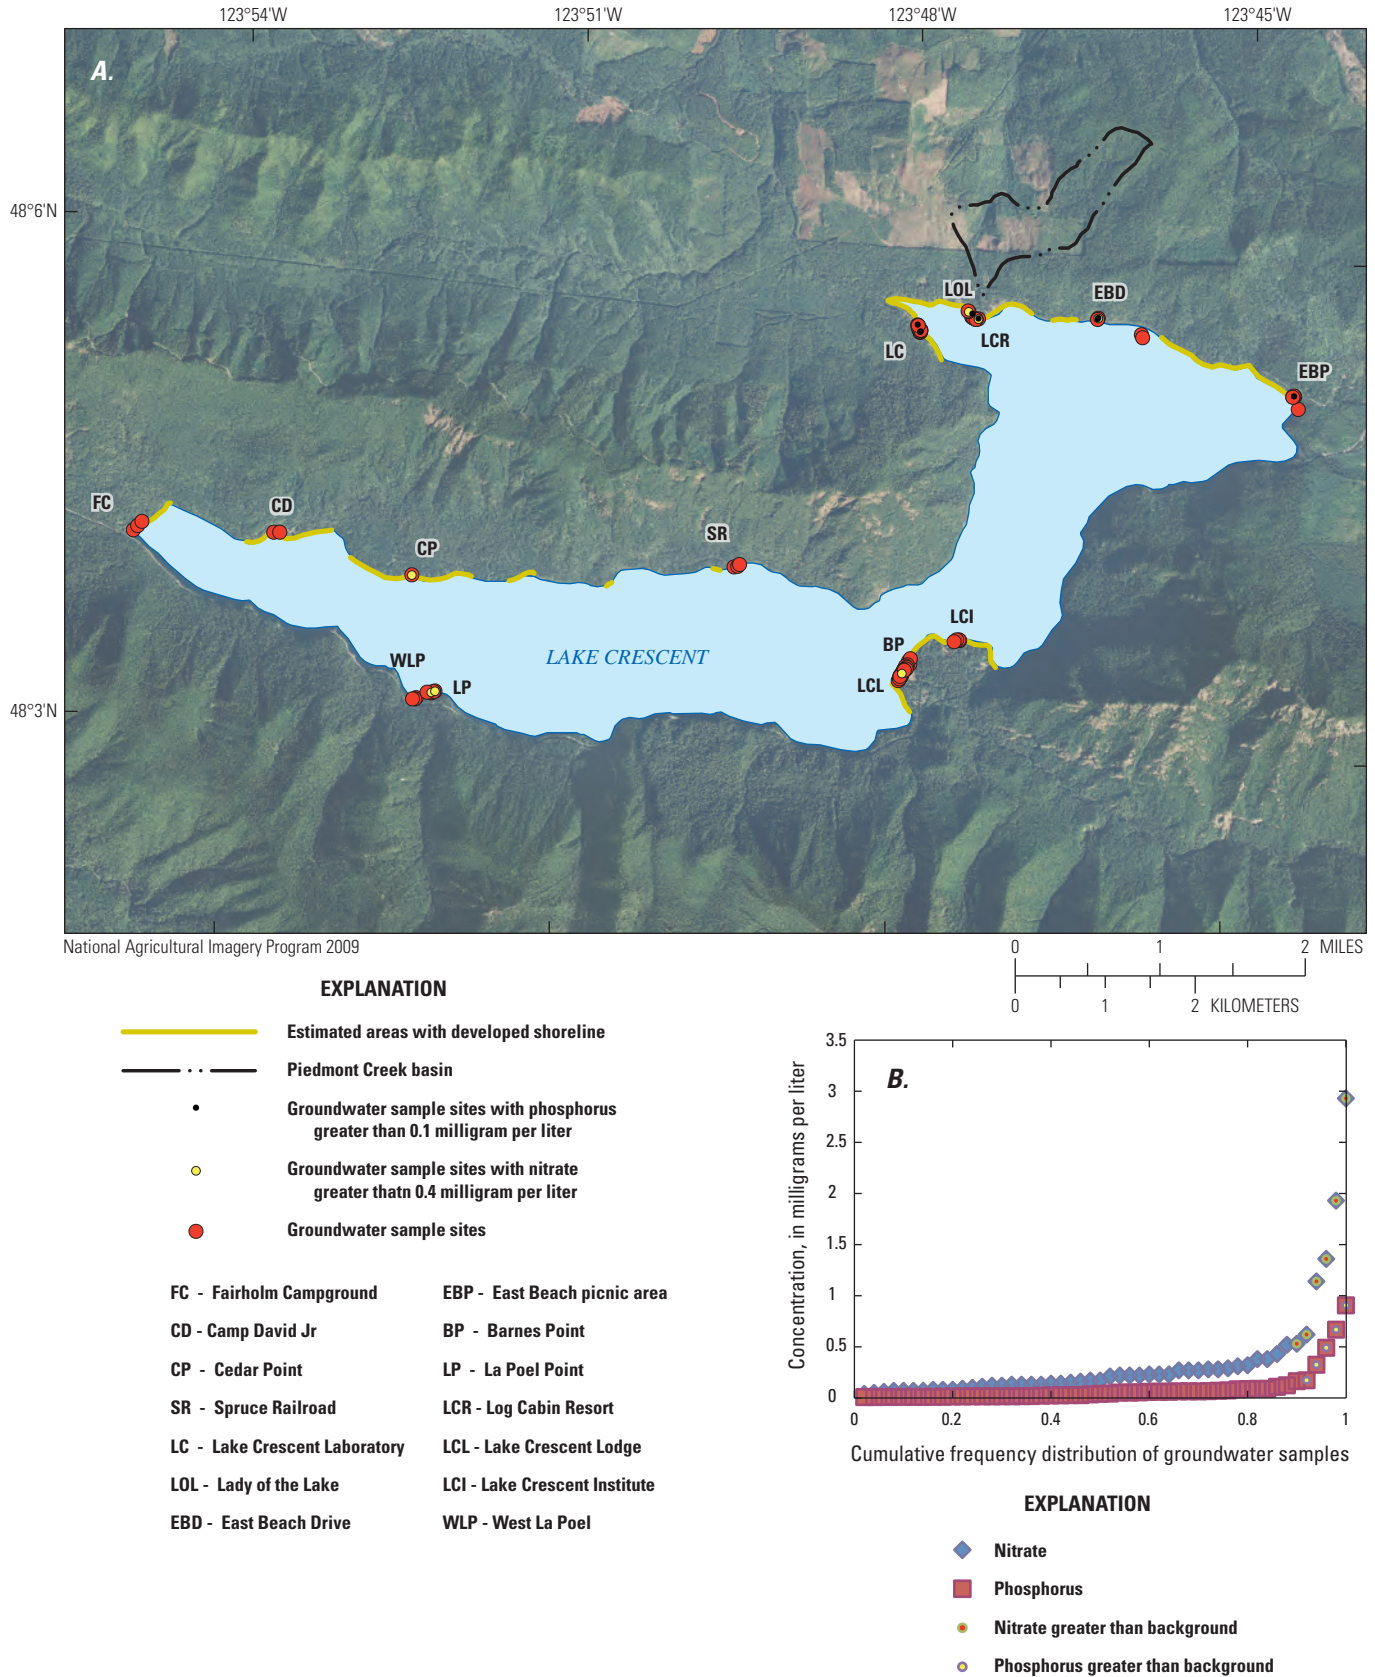 123°54'W 123°51'W 123°48'W 123°45'W
A.
48°6'N
LOL
EBD
LC
LCR
EBP
FC
CD
CP
SR
LCI
BP
WLP
LAKE CRESCENT
LP
LCL
48°3'N
National Agricultural Imagery Program 2009
0 1 2 MILES
0 1 2 KILOMETERS
EXPLANATION
Estimated areas with developed shoreline
Piedmont Creek basin
Groundwater sample sites with phosphorus
greater than 0.1 milligram per liter
Groundwater sample sites with nitrate
greater thatn 0.4 milligram per liter
Groundwater sample sites
FC - Fairholm Campground
CD - Camp David Jr
CP - Cedar Point
SR - Spruce Railroad
LC - Lake Crescent Laboratory
LOL - Lady of the Lake
EBD - East Beach Drive
EBP - East Beach picnic area
BP - Barnes Point
LP - La Poel Point
LCR - Log Cabin Resort
LCL - Lake Crescent Lodge
LCI - Lake Crescent Institute
WLP - West La Poel
B.
Concentration, in milligrams per liter
3.5
3
2.5
2
1.5
1
0.5
0
0 0.2 0.4 0.6 0.8 1
Cumulative frequency distribution of groundwater samples
EXPLANATION
Nitrate
Phosphorus
Nitrate greater than background
Phosphorus greater than background